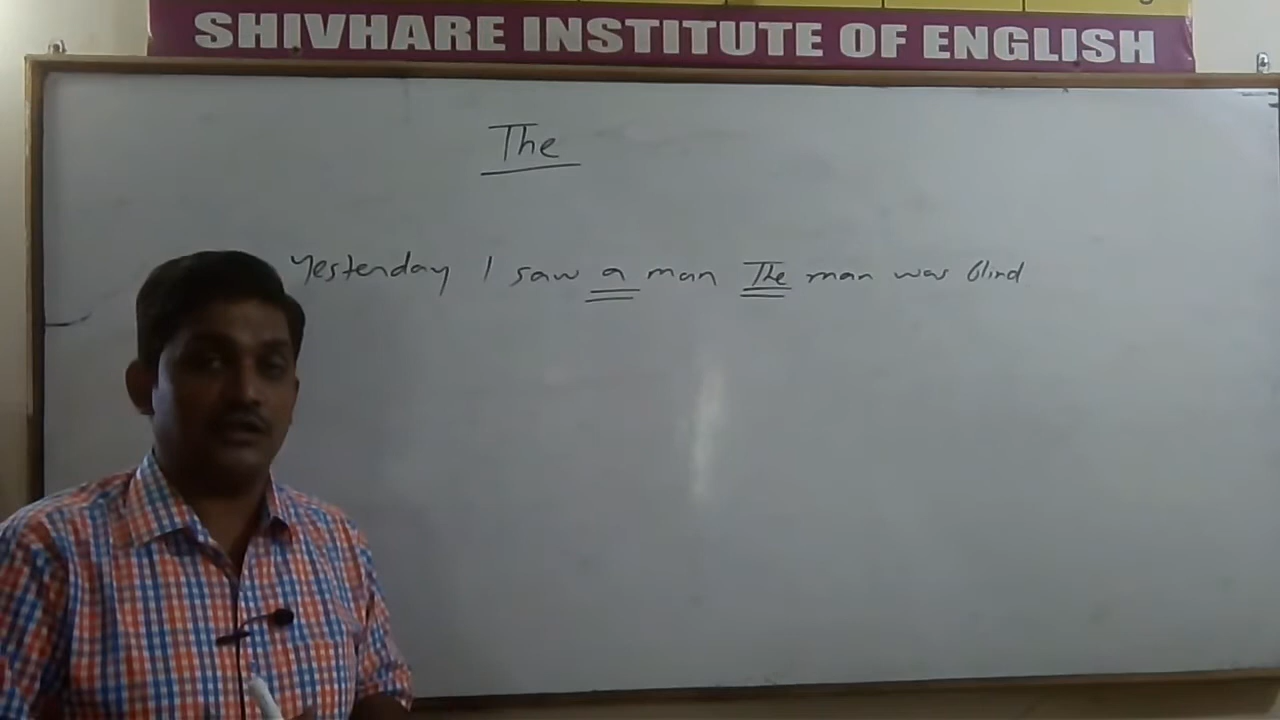 SHIVHARE INSTITUTE OF ENGLISH
The
Yesterday I saw a man The man was blind